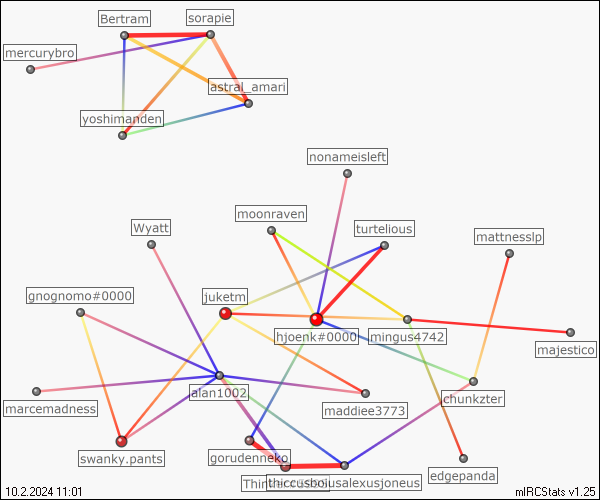 Bertram
sorapie
mercurybro
astral_amari
yoshimanden
nonameisleft
moonraven
Wyatt
turtelious
mattnesslp
gnognomo#0000
juketm
hjoenk#0000
mingus4742
majestico
alan1002
chunkzter
marcemadness
maddiee3773
swanky.pants
gorudenneko
edgepanda
10.2.2024 11:01
mIRCStats v1.25